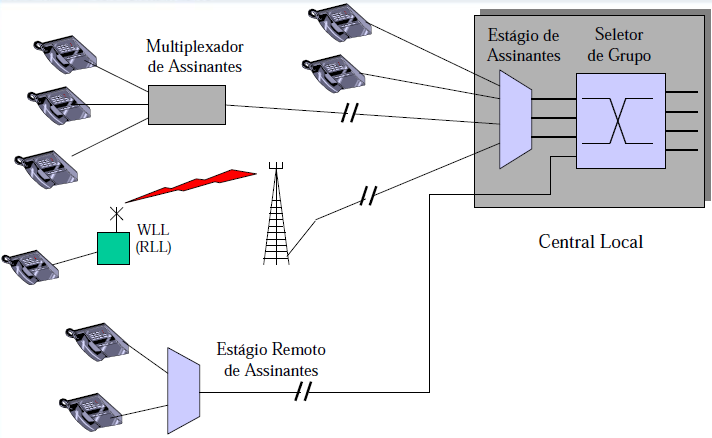 Multiplexador
de Assinantes
Estágio de
Assinantes
Seletor
de Grupo
WLL
(RLL)
Central Local
Estágio Remoto
de Assinantes